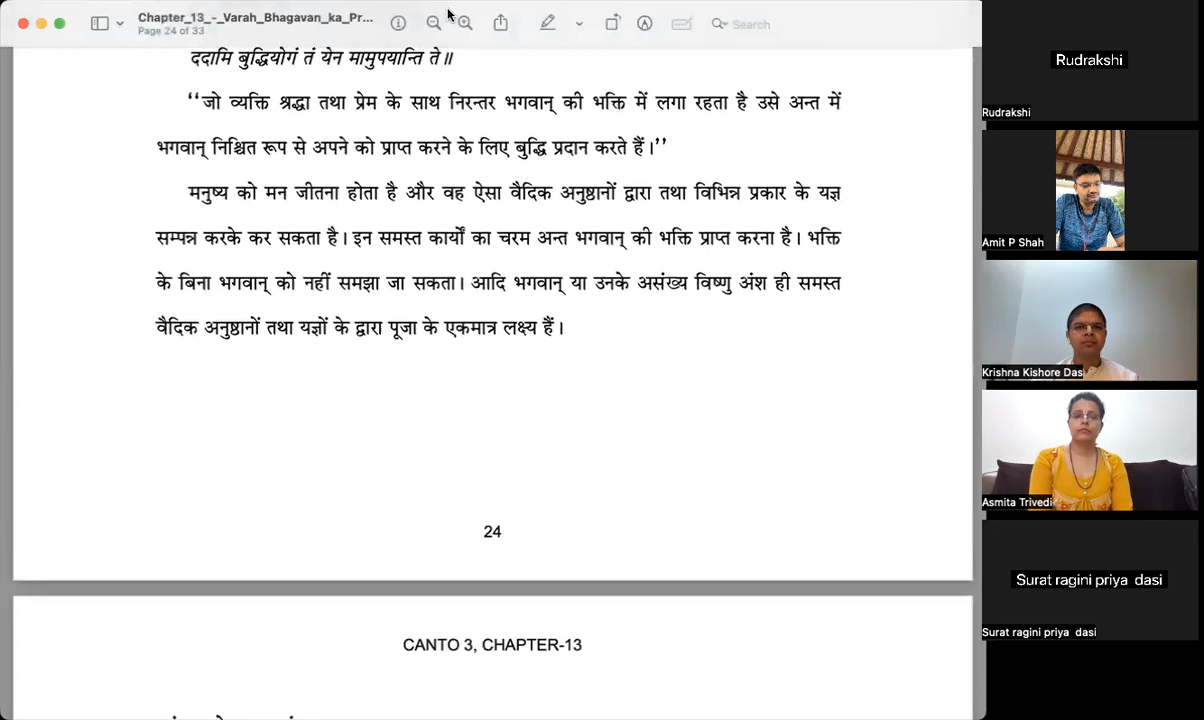 Chapter_13_-_Varah_Bhagavan_ka_Pr...
Page 24 of 33
Search
ददामि बुद्धियोगं तं येन मामुपयान्ति ते॥
‘‘जो व्यक्ति श्रद्धा तथा प्रेम के साथ निरन्तर भगवान् की भक्ति में लगा रहता है उसे अन्त में
भगवान् निश्चित रूप से अपने को प्राप्त करने के लिए बुद्धि प्रदान करते हैं।’’
मनुष्य को मन जीतना होता है और वह ऐसा वैदिक अनुष्ठानों द्वारा तथा विभिन्न प्रकार के यज्ञ
सम्पन्न करके कर सकता है। इन समस्त कार्यों का चरम अन्त भगवान् की भक्ति प्राप्त करना है। भक्ति
के बिना भगवान् को नहीं समझा जा सकता। आदि भगवान् या उनके असंख्य विष्णु अंश ही समस्त
वैदिक अनुष्ठानों तथा यज्ञों के द्वारा पूजा के एकमात्र लक्ष्य हैं।
24
CANTO 3, CHAPTER-13
Rudrakshi
Rudrakshi
Amit P Shah
Krishna Kishore Das
Asmita Trivedi
Surat ragini priya dasi
Surat ragini priya dasi